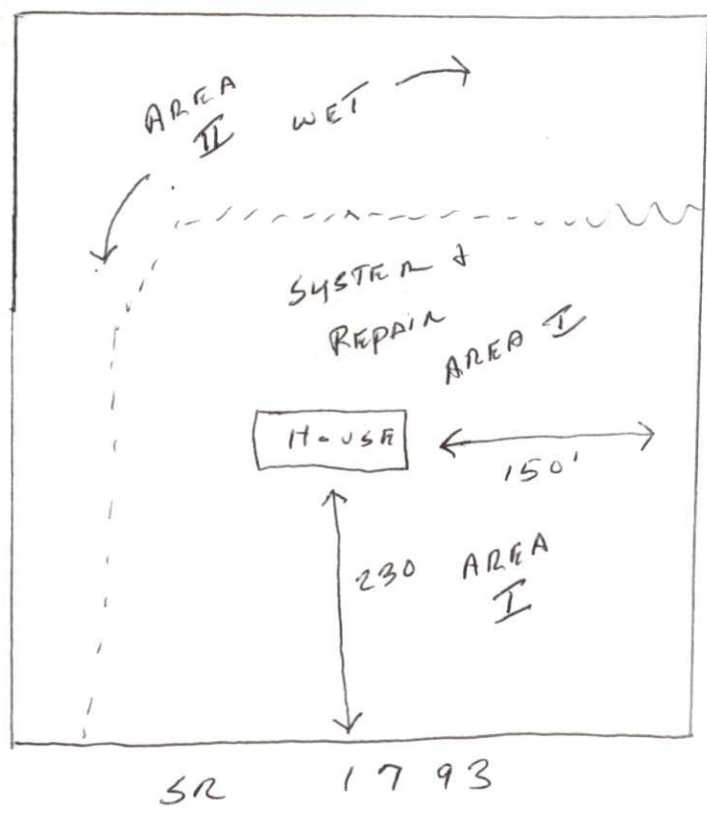 AREA
II WET
SYSTEM &
REPAIR
AREA I
HOUSE
150'
230
AREA
I
SR 1793